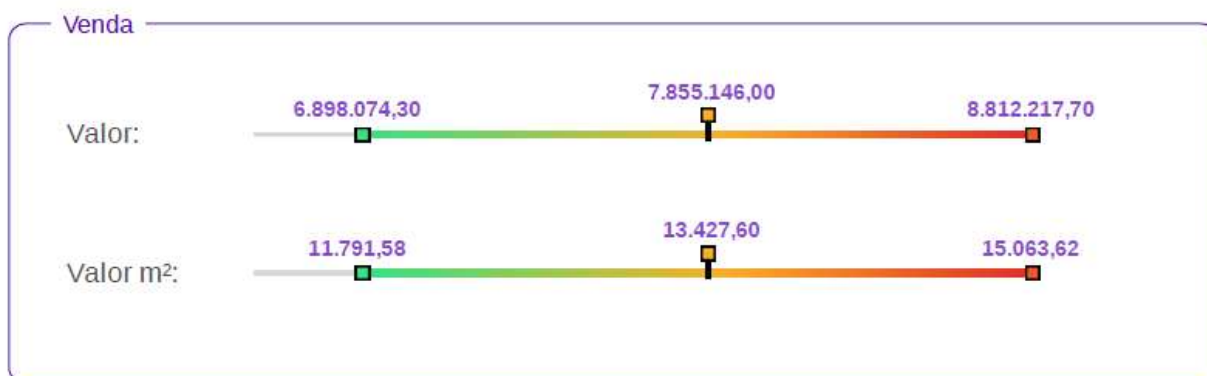 Venda
6.898.074,30 7.855.146,00 8.812.217,70
Valor:
11.791,58 13.427,60 15.063,62
Valor m²: